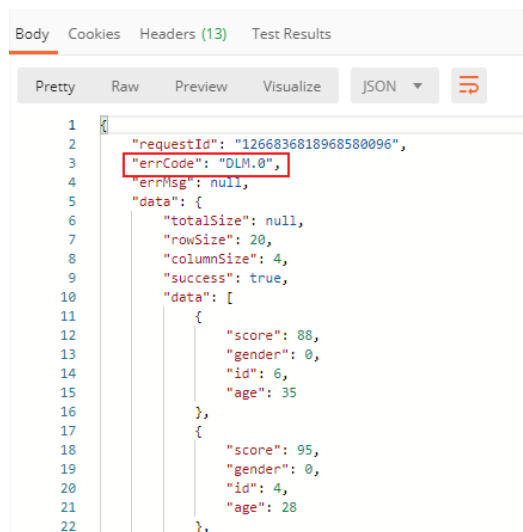 Body Cookies Headers (13) Test Results
Pretty Raw Preview Visualize JSON
1 {
2 "requestId": "1266836818968580096",
3 "errCode": "DLM.0",
4 "errMsg": null,
5 "data": {
6 "totalSize": null,
7 "rowSize": 20,
8 "columnSize": 4,
9 "success": true,
10 "data": [
11 {
12 "score": 88,
13 "gender": 0,
14 "id": 6,
15 "age": 35
16 },
17 {
18 "score": 95,
19 "gender": 0,
20 "id": 4,
21 "age": 28
22 },